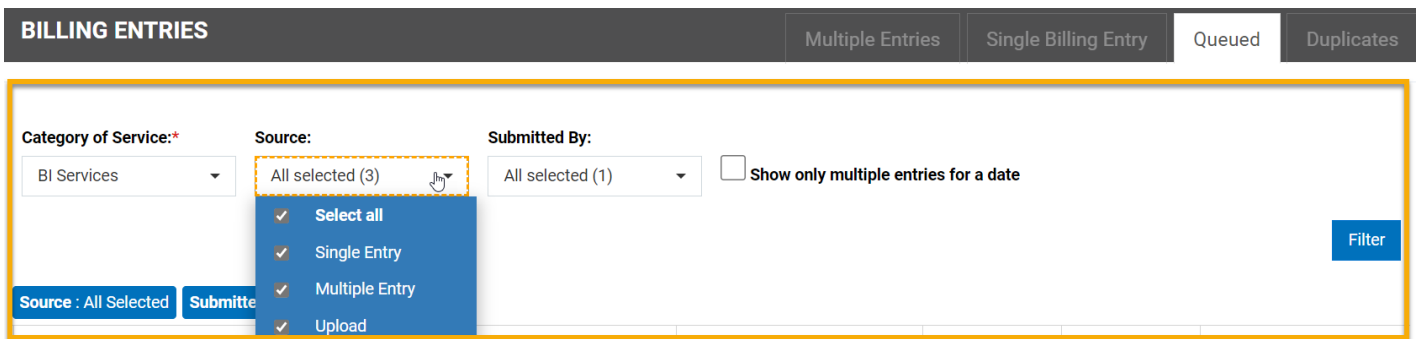 BILLING ENTRIES
Multiple Entries
Single Billing Entry
Queued
Duplicates
Category of Service:*
Source:
Submitted By:
BI Services
All selected (3)
All selected (1)
Show only multiple entries for a date
Select all
Single Entry
Multiple Entry
Upload
Filter
Source : All Selected
Submitte